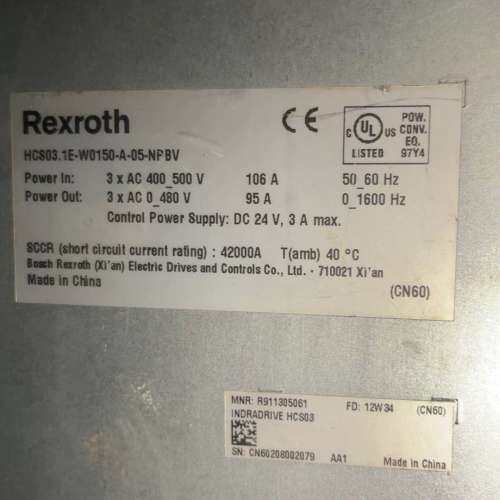 Rexroth
CE
c UL us LISTED
POW. CONV. EQ. 97Y4
HCS03.1E-W0150-A-05-NPBV
Power In: 3 x AC 400_500 V 106 A 50_60 Hz
Power Out: 3 x AC 0_480 V 95 A 0_1600 Hz
Control Power Supply: DC 24 V, 3 A max.
SCCR (short circuit current rating) : 42000A T(amb) 40 °C
Bosch Rexroth (Xi'an) Electric Drives and Controls Co., Ltd. · 710021 Xi'an
Made in China (CN60)
MNR: R911305061 FD: 12W34 (CN60)
INDRADRIVE HCS03
SN: CN60208002079 AA1
Made in China